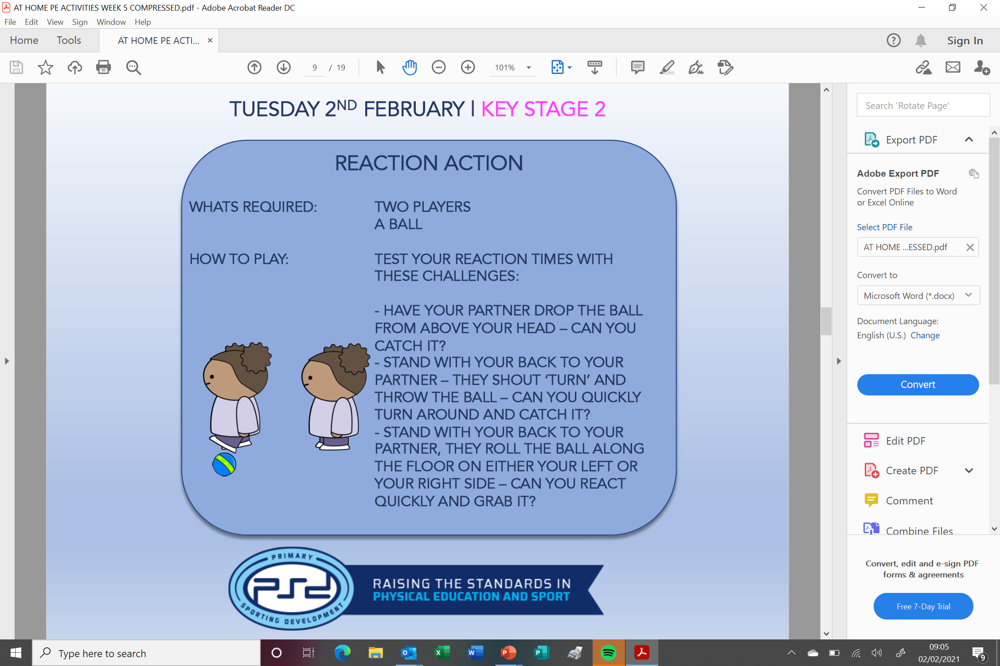 AT HOME PE ACTIVITIES WEEK 5 COMPRESSED.pdf - Adobe Acrobat Reader DC
File Edit View Sign Window Help
Home Tools AT HOME PE ACTI... × Sign In
9 / 19 101%
TUESDAY 2ND FEBRUARY | KEY STAGE 2
REACTION ACTION
WHATS REQUIRED: TWO PLAYERS
A BALL
HOW TO PLAY: TEST YOUR REACTION TIMES WITH
THESE CHALLENGES:
- HAVE YOUR PARTNER DROP THE BALL
FROM ABOVE YOUR HEAD – CAN YOU
CATCH IT?
- STAND WITH YOUR BACK TO YOUR
PARTNER – THEY SHOUT ‘TURN’ AND
THROW THE BALL – CAN YOU QUICKLY
TURN AROUND AND CATCH IT?
- STAND WITH YOUR BACK TO YOUR
PARTNER, THEY ROLL THE BALL ALONG
THE FLOOR ON EITHER YOUR LEFT OR
YOUR RIGHT SIDE – CAN YOU REACT
QUICKLY AND GRAB IT?
PRIMARY
PSD
SPORTING DEVELOPMENT
RAISING THE STANDARDS IN
PHYSICAL EDUCATION AND SPORT
Search 'Rotate Page'
Export PDF
Adobe Export PDF
Convert PDF Files to Word
or Excel Online
Select PDF File
AT HOME ...ESSED.pdf
Convert to
Microsoft Word (*.docx)
Document Language:
English (U.S.) Change
Convert
Edit PDF
Create PDF
Comment
Combine Files
Convert, edit and e-sign PDF
forms & agreements
Free 7-Day Trial
Type here to search
09:05
02/02/2021
9